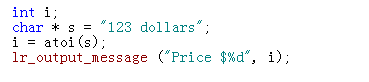 int i;
char * s = "123 dollars";
i = atoi(s);
lr_output_message ("Price $%d", i);